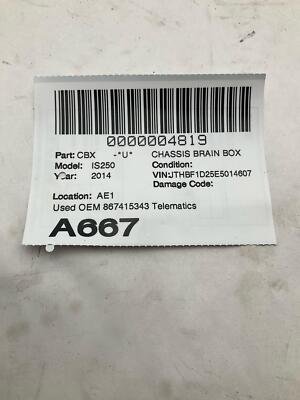 0000004819
Part: CBX -"U" CHASSIS BRAIN BOX
Model: IS250 Condition:
Year: 2014 VIN:JTHBF1D25E5014607
Damage Code:
Location: AE1
Used OEM 867415343 Telematics
A667